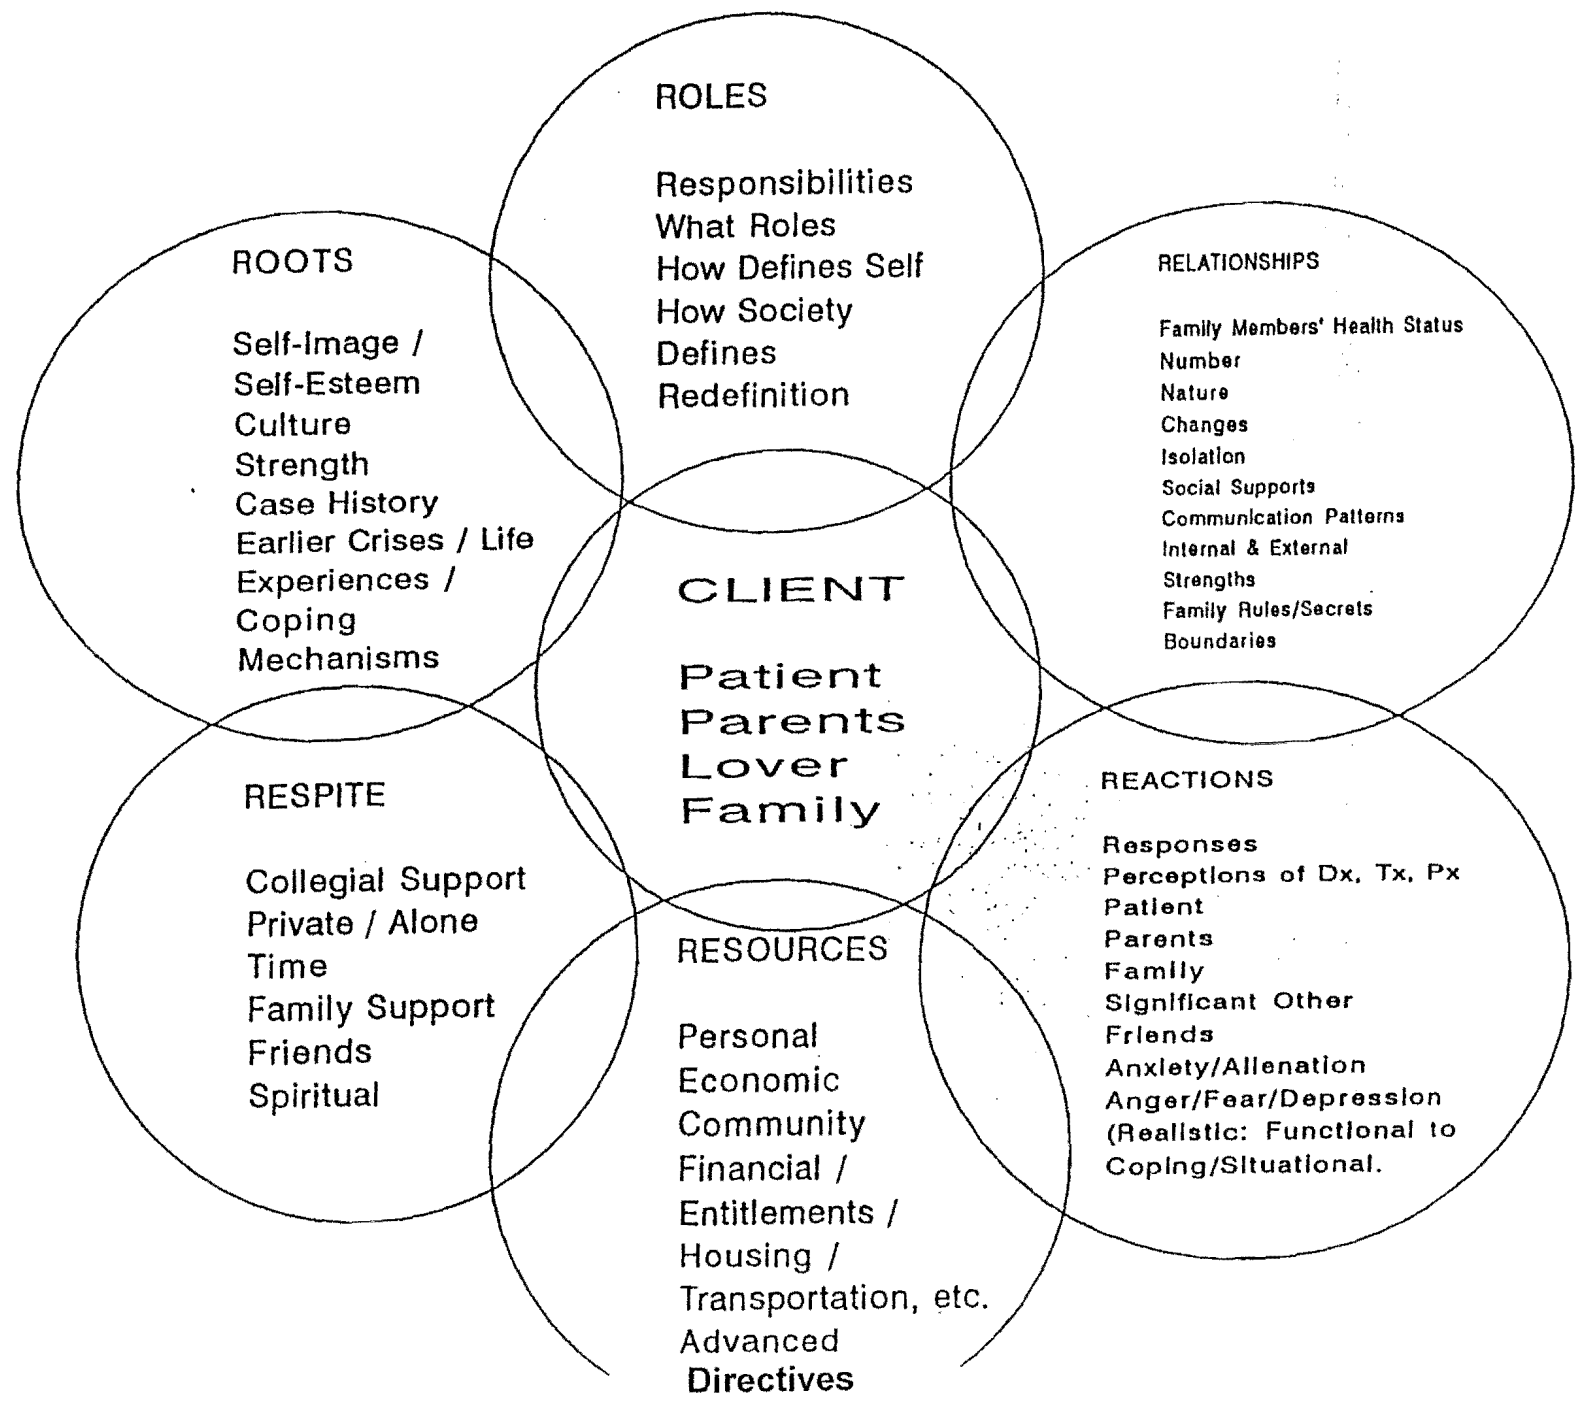 ROLES
Responsibilities
What Roles
How Defines Self
How Society
Defines
Redefinition
ROOTS
Self-Image /
Self-Esteem
Culture
Strength
Case History
Earlier Crises / Life
Experiences /
Coping
Mechanisms
RELATIONSHIPS
Family Members' Health Status
Number
Nature
Changes
Isolation
Social Supports
Communication Patterns
Internal & External
Strengths
Family Rules/Secrets
Boundaries
CLIENT
Patient
Parents
Lover
Family
RESPITE
Collegial Support
Private / Alone
Time
Family Support
Friends
Spiritual
RESOURCES
Personal
Economic
Community
Financial /
Entitlements /
Housing /
Transportation, etc.
Advanced
Directives
REACTIONS
Responses
Perceptions of Dx, Tx, Px
Patient
Parents
Family
Significant Other
Friends
Anxiety/Alienation
Anger/Fear/Depression
(Realistic: Functional to
Coping/Situational.